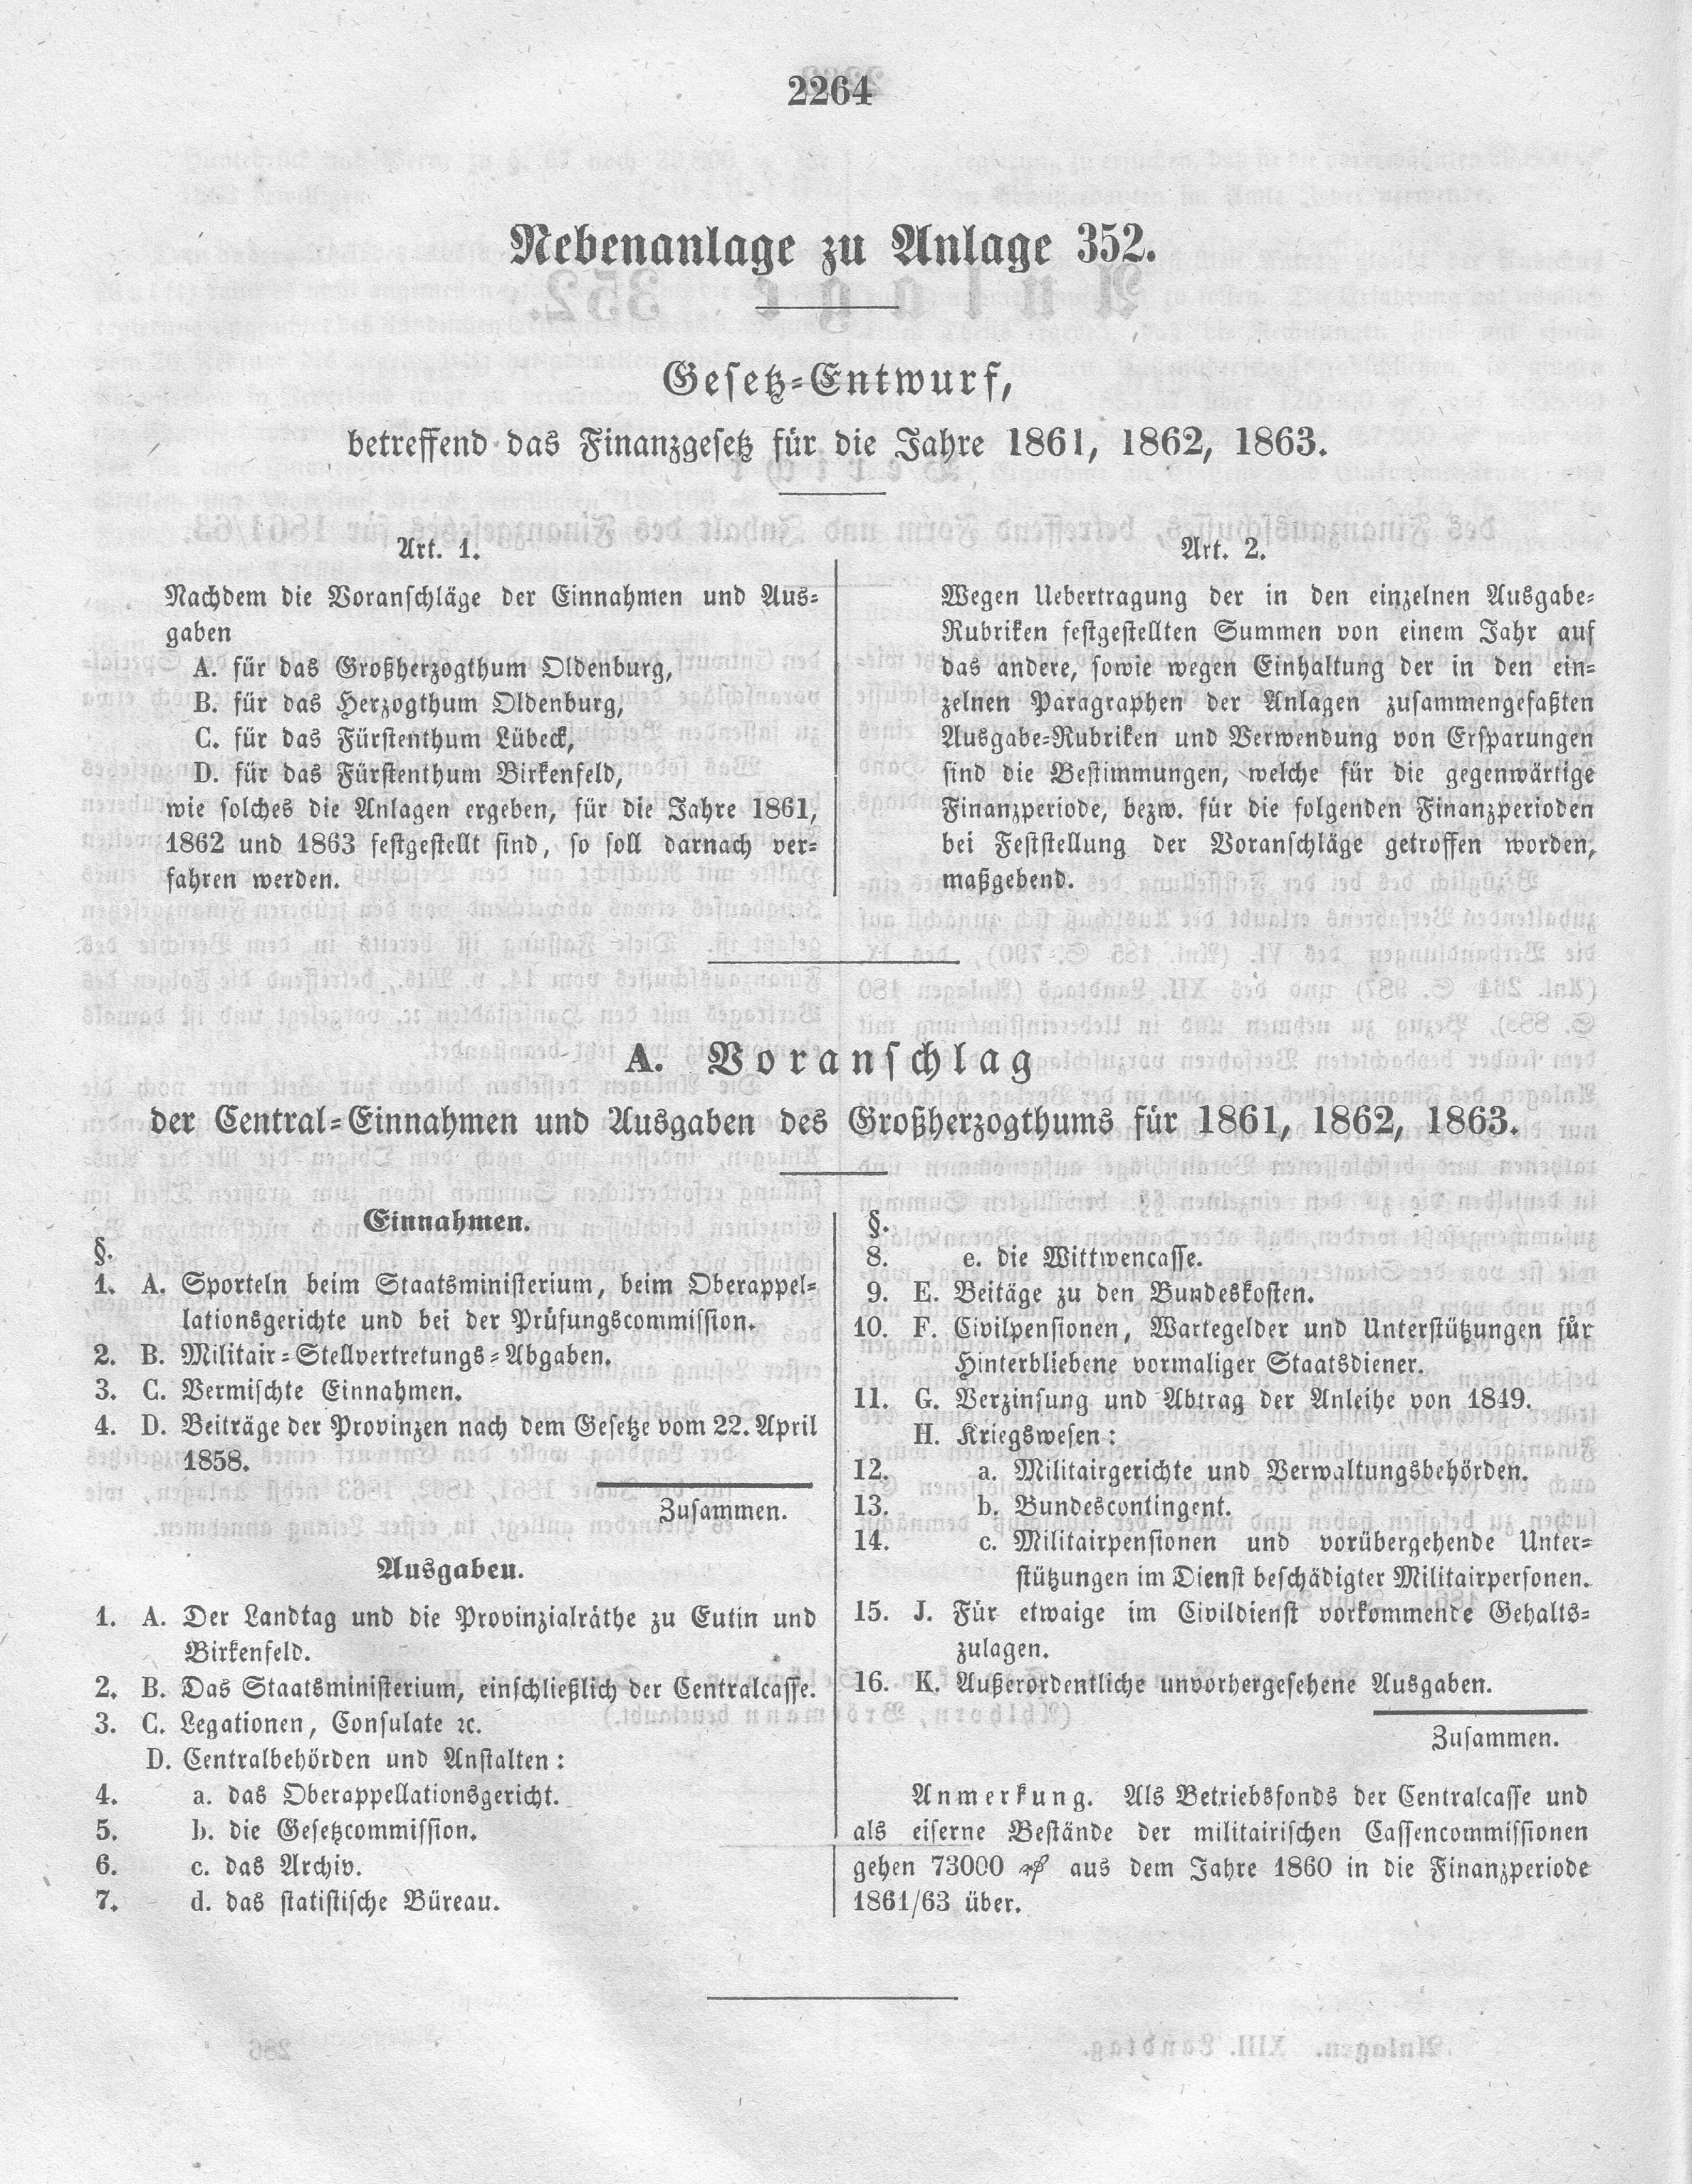 2264
Nebenanlage zu Anlage 352.
Gesetz-Entwurf,
betreffend das Finanzgesetz für die Jahre 1861, 1862, 1863.
Art. 1.
Nachdem die Voranschläge der Einnahmen und Aus-
gaben
A. für das Großherzogthum Oldenburg,
B. für das Herzogthum Oldenburg,
C. für das Fürstenthum Lübeck,
D. für das Fürstenthum Birkenfeld,
wie solches die Anlagen ergeben, für die Jahre 1861,
1862 und 1863 festgestellt sind, so soll darnach ver-
fahren werden.
Art. 2.
Wegen Uebertragung der in den einzelnen Ausgabe-
Rubriken festgestellten Summen von einem Jahr auf
das andere, sowie wegen Einhaltung der in den ein-
zelnen Paragraphen der Anlagen zusammengefaßten
Ausgabe-Rubriken und Verwendung von Ersparungen
sind die Bestimmungen, welche für die gegenwärtige
Finanzperiode, bezw. für die folgenden Finanzperioden
bei Feststellung der Voranschläge getroffen worden,
maßgebend.
A. Voranschlag
der Central-Einnahmen und Ausgaben des Großherzogthums für 1861, 1862, 1863.
Einnahmen.
§.
1. A. Sporteln beim Staatsministerium, beim Oberappel-
lationsgerichte und bei der Prüfungscommission.
2. B. Militair-Stellvertretungs-Abgaben.
3. C. Vermischte Einnahmen.
4. D. Beiträge der Provinzen nach dem Gesetze vom 22. April
1858.
Zusammen.
Ausgaben.
1. A. Der Landtag und die Provinzialräthe zu Eutin und
Birkenfeld.
2. B. Das Staatsministerium, einschließlich der Centralcasse.
3. C. Legationen, Consulate ꝛc.
D. Centralbehörden und Anstalten:
4. a. das Oberappellationsgericht.
5. b. die Gesetzcommission.
6. c. das Archiv.
7. d. das statistische Büreau.
§.
8. e. die Wittwencasse.
9. E. Beitäge zu den Bundeskosten.
10. F. Civilpensionen, Wartegelder und Unterstützungen für
Hinterbliebene vormaliger Staatsdiener.
11. G. Verzinsung und Abtrag der Anleihe von 1849.
H. Kriegswesen:
12. a. Militairgerichte und Verwaltungsbehörden.
13. b. Bundescontingent.
14. c. Militairpensionen und vorübergehende Unter-
stützungen im Dienst beschädigter Militairpersonen.
15. J. Für etwaige im Civildienst vorkommende Gehalts-
zulagen.
16. K. Außerordentliche unvorhergesehene Ausgaben.
Zusammen.
Anmerkung. Als Betriebsfonds der Centralcasse und
als eiserne Bestände der militairischen Cassencommissionen
gehen 73000 ₰ aus dem Jahre 1860 in die Finanzperiode
1861/63 über.